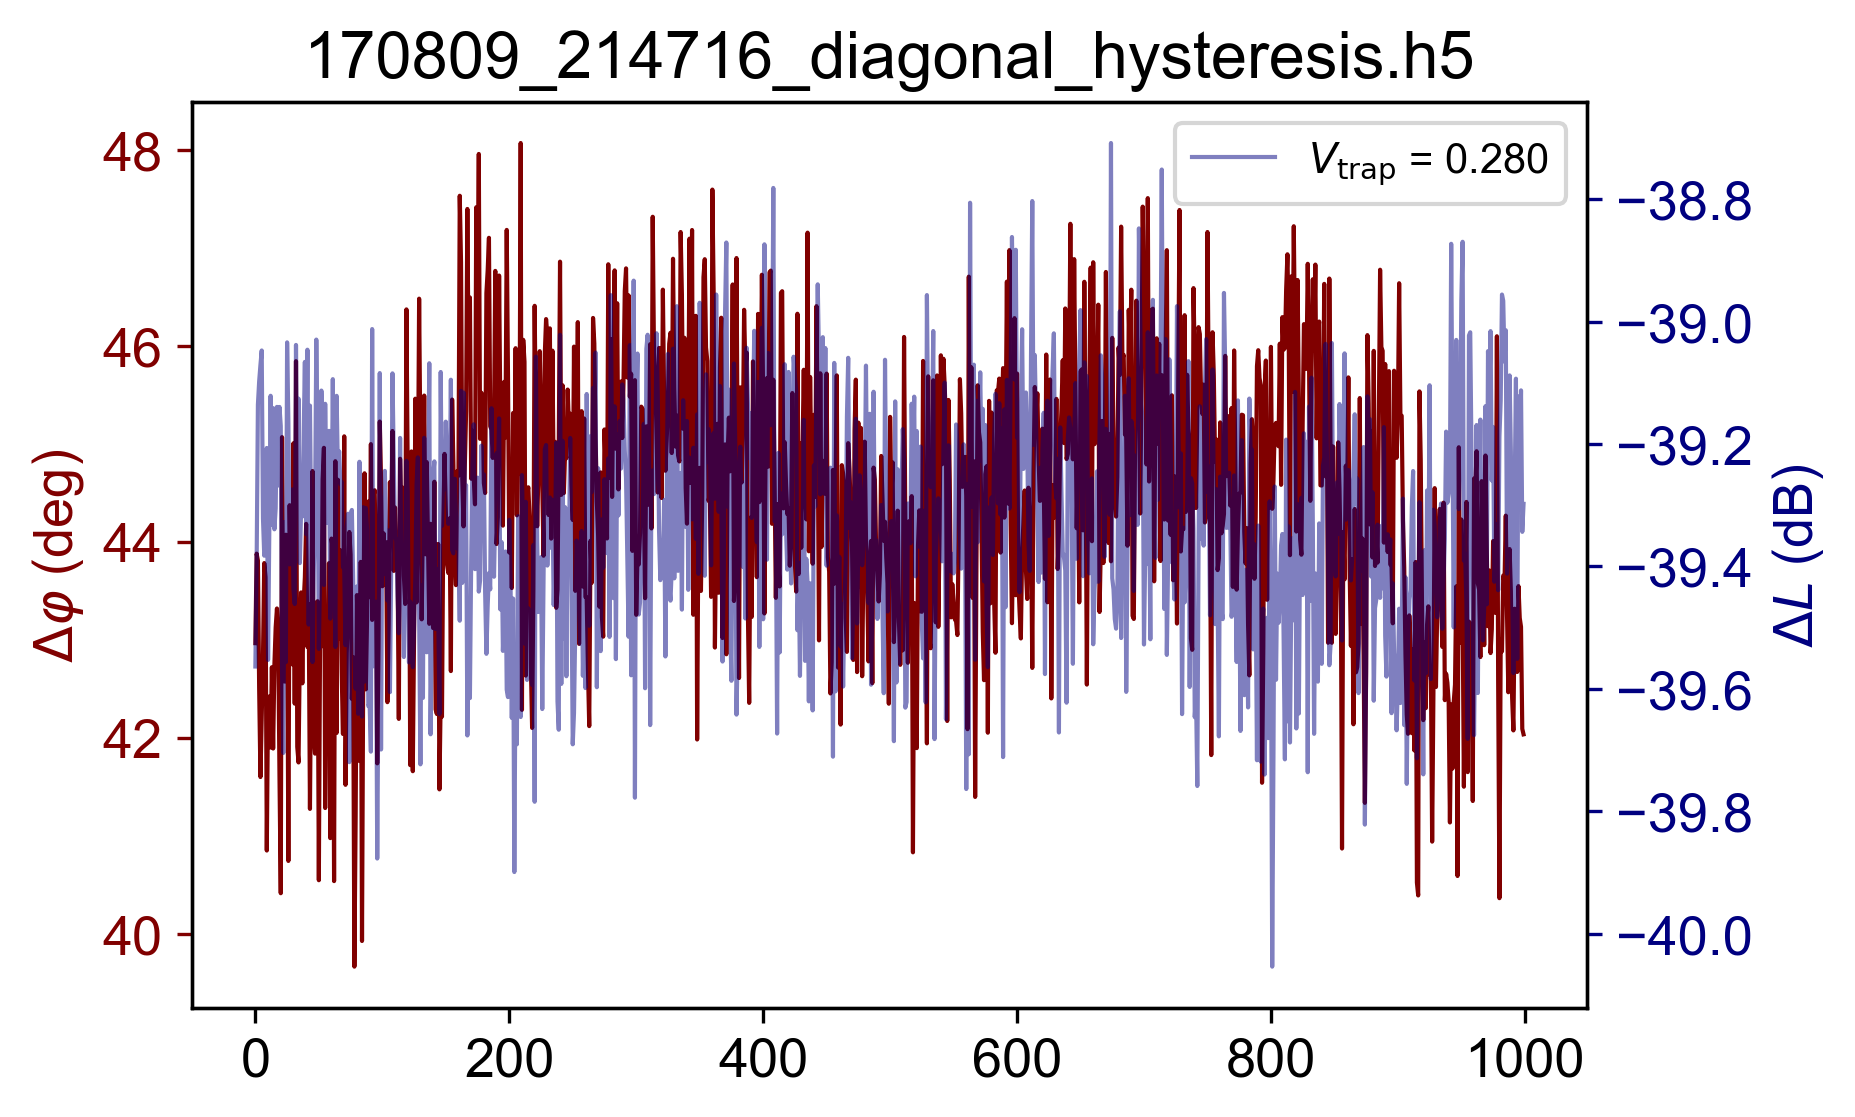 170809_214716_diagonal_hysteresis.h5
V_trap = 0.280
48
46
44
42
40
Δφ (deg)
−38.8
−39.0
−39.2
−39.4
−39.6
−39.8
−40.0
ΔL (dB)
0 200 400 600 800 1000